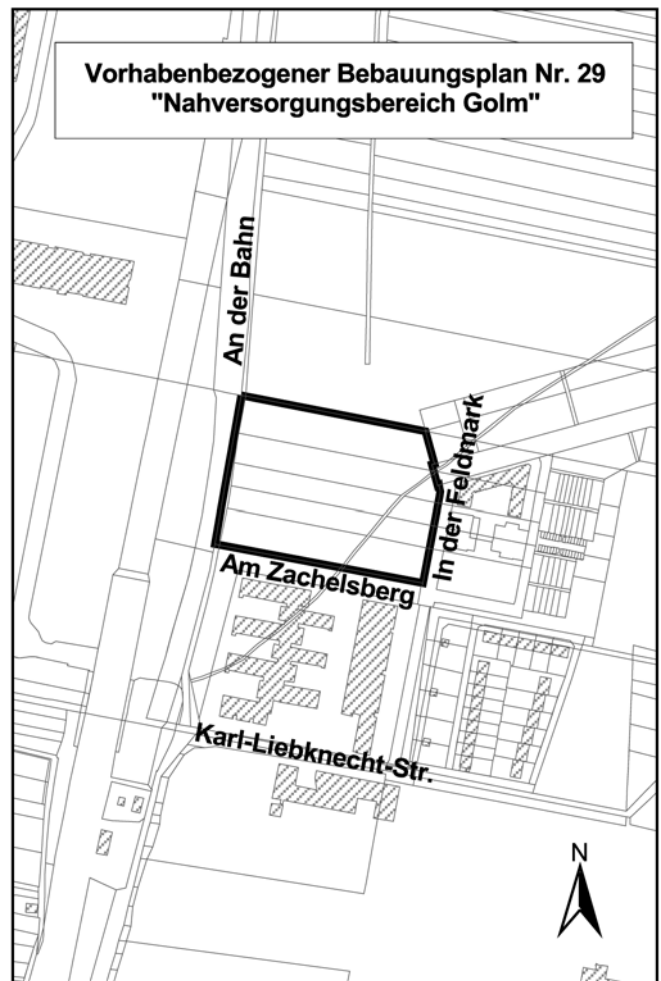 Vorhabenbezogener Bebauungsplan Nr. 29
"Nahversorgungsbereich Golm"
An der Bahn
In der Feldmark
Am Zachelsberg
Karl-Liebknecht-Str.
N